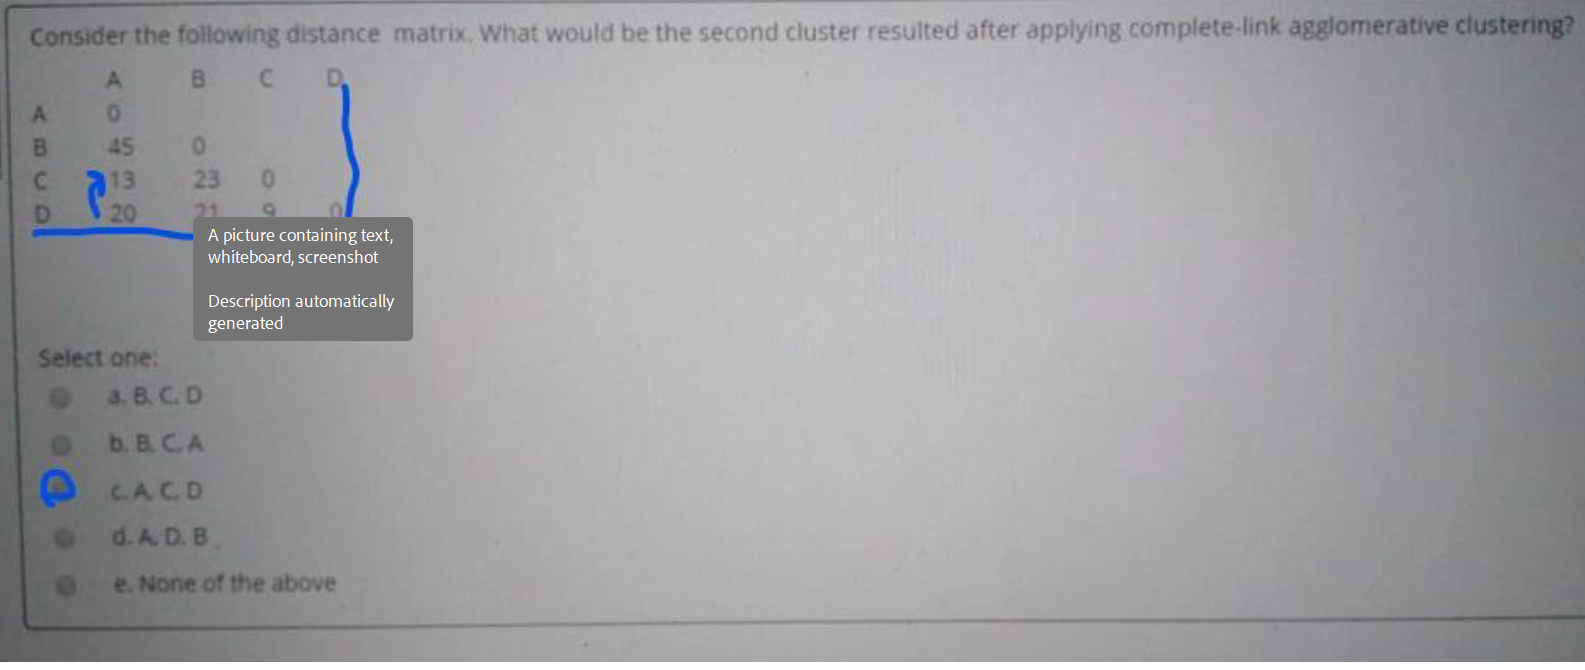 Consider the following distance matrix. What would be the second cluster resulted after applying complete-link agglomerative clustering?
A B C D
A 0
B 45 0
C 13 23 0
D 20 21 9 0
A picture containing text,
whiteboard, screenshot
Description automatically
generated
Select one:
a. B, C, D
b. B, C, A
c. A, C, D
d. A, D, B
e. None of the above